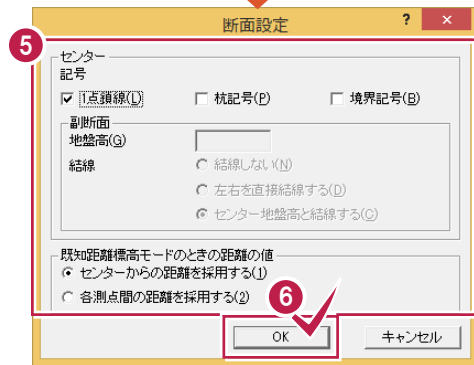 断面設定 ? ×
5
センター
記号
1点鎖線(L) 杭記号(P) 境界記号(B)
副断面
地盤高(G)
結線 結線しない(N)
左右を直接結線する(D)
センター地盤高と結線する(C)
既知距離標高モードのときの距離の値
センターからの距離を採用する(1)
各測点間の距離を採用する(2)
6
OK キャンセル